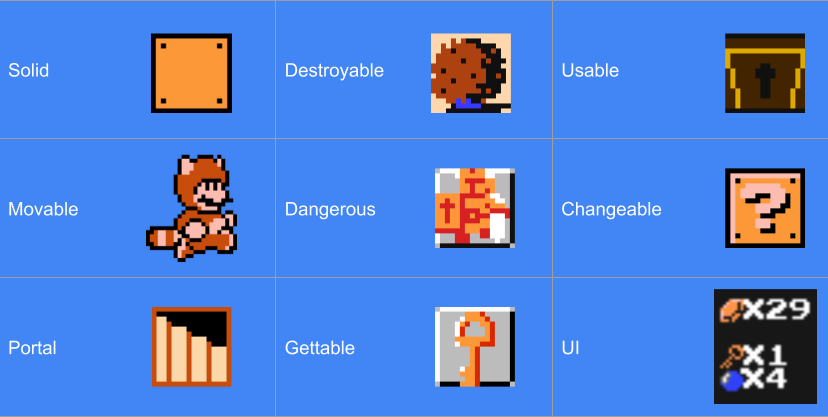 Solid
Destroyable
Usable
Movable
Dangerous
Changeable
?
Portal
Gettable
UI
X29
X1
X4